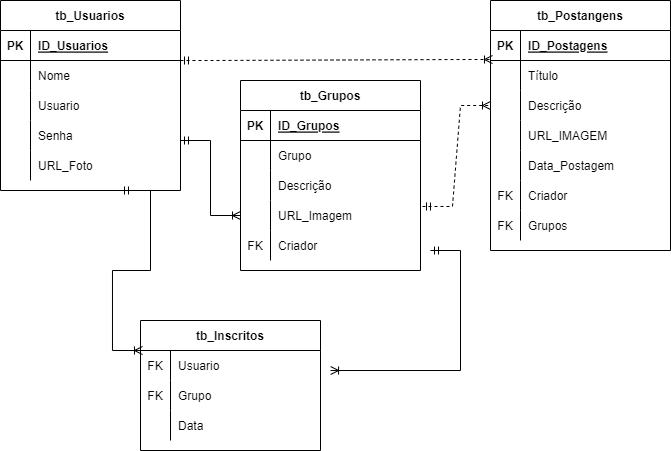 tb_Usuarios
PK ID_Usuarios
Nome
Usuario
Senha
URL_Foto
tb_Grupos
PK ID_Grupos
Grupo
Descrição
URL_Imagem
FK Criador
tb_Postangens
PK ID_Postagens
Título
Descrição
URL_IMAGEM
Data_Postagem
FK Criador
FK Grupos
tb_Inscritos
FK Usuario
FK Grupo
Data